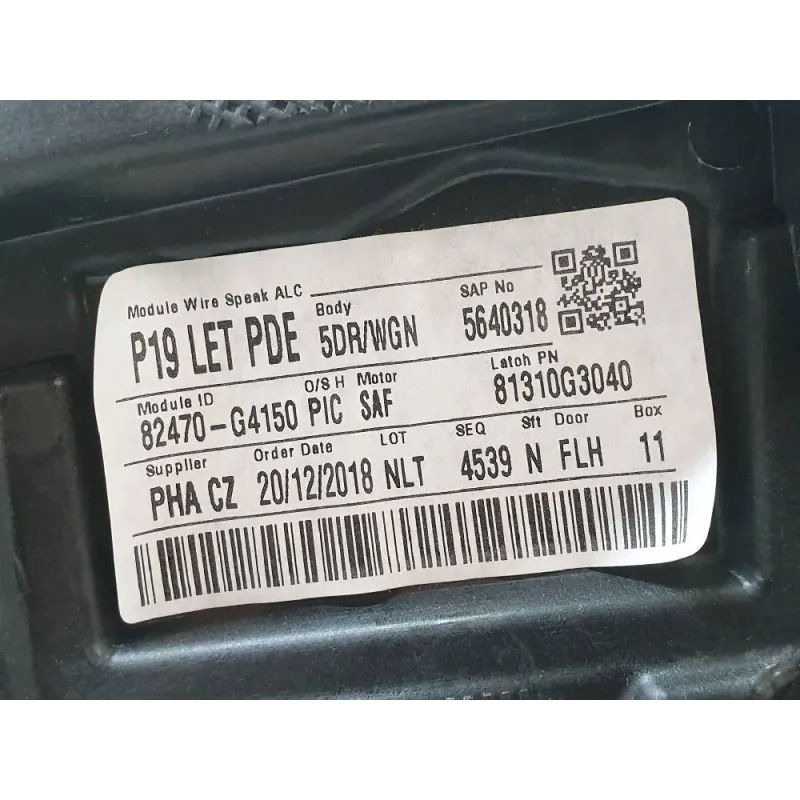 Module Wire Speak ALC Body SAP No
P19 LET PDE 5DR/WGN 5640318
Module ID O/S H Motor Latch PN
82470-G4150 PIC SAF 81310G3040
Supplier Order Date LOT SEQ Sft Door Box
PHA CZ 20/12/2018 NLT 4539 N FLH 11